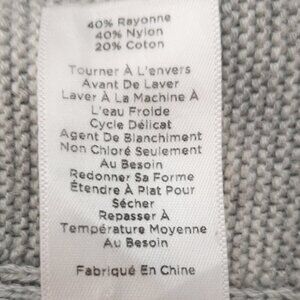 40% Rayonne
40% Nylon
20% Coton
Tourner À L'envers
Avant De Laver
Laver À La Machine À
L'eau Froide
Cycle Délicat
Agent De Blanchiment
Non Chloré Seulement
Au Besoin
Redonner Sa Forme
Étendre À Plat Pour
Sécher
Repasser À
Température Moyenne
Au Besoin
Fabriqué En Chine